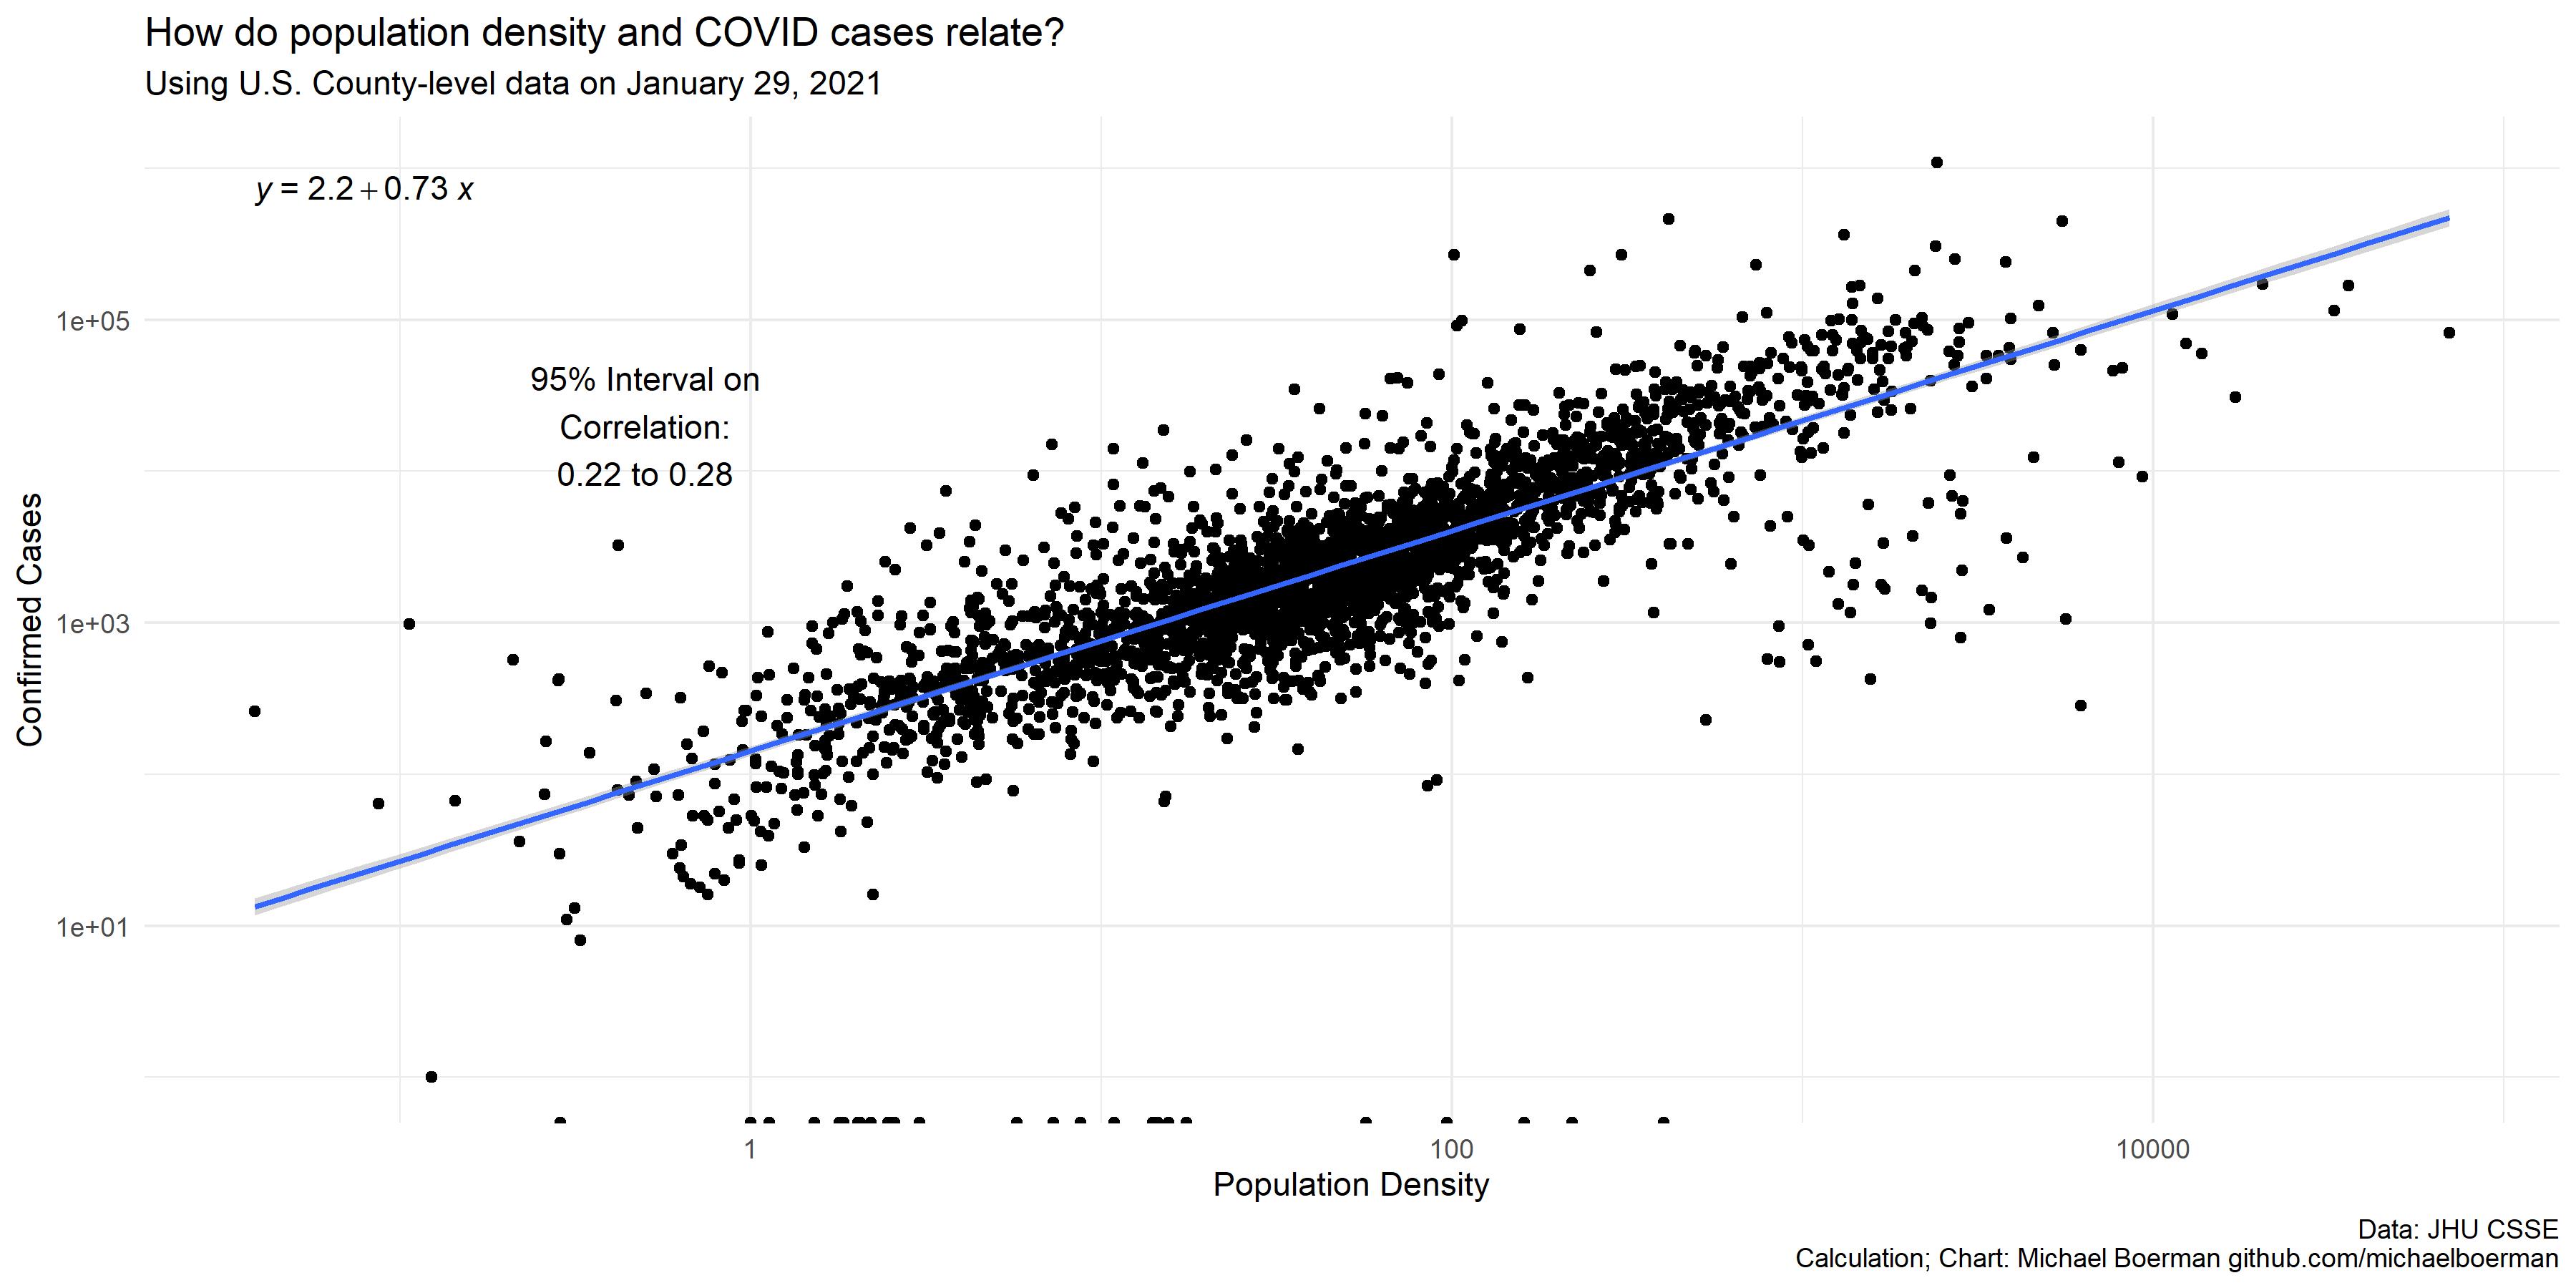 How do population density and COVID cases relate?
Using U.S. County-level data on January 29, 2021
y = 2.2 + 0.73 x
95% Interval on
Correlation:
0.22 to 0.28
Confirmed Cases
1e+05
1e+03
1e+01
1
100
10000
Population Density
Data: JHU CSSE
Calculation; Chart: Michael Boerman github.com/michaelboerman